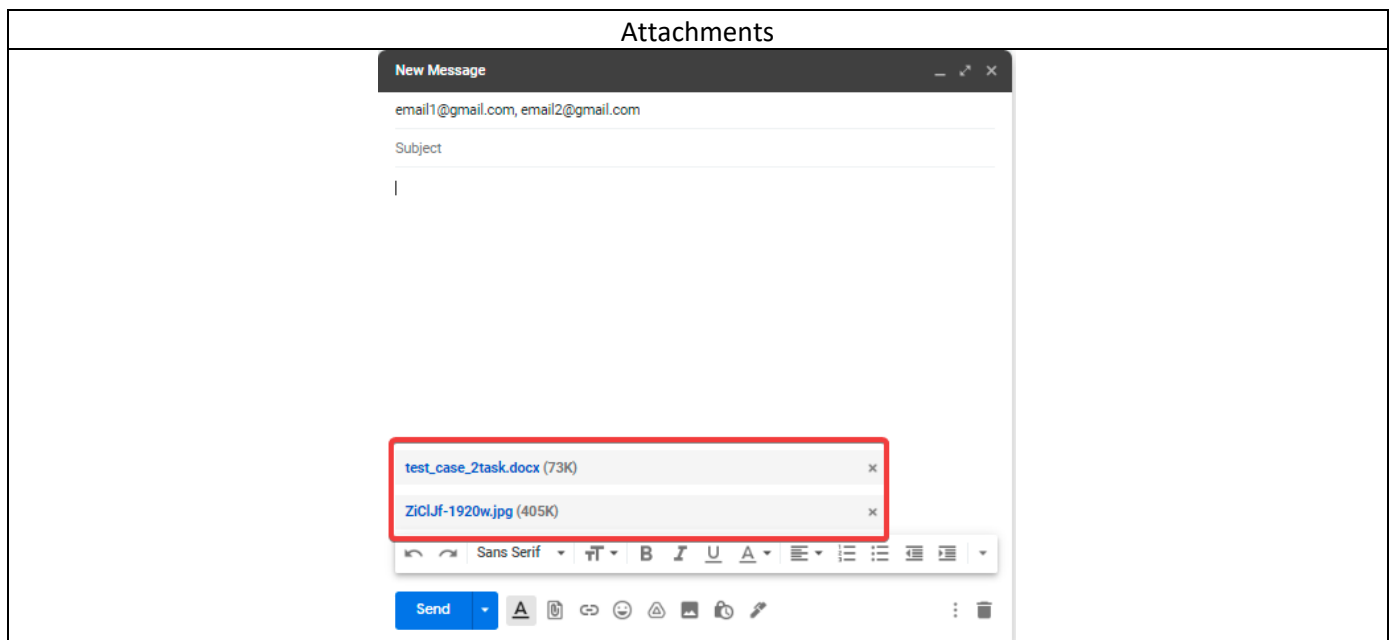 Attachments
New Message
email1@gmail.com, email2@gmail.com
Subject
test_case_2task.docx (73K)
ZiClJf-1920w.jpg (405K)
Sans Serif
Send